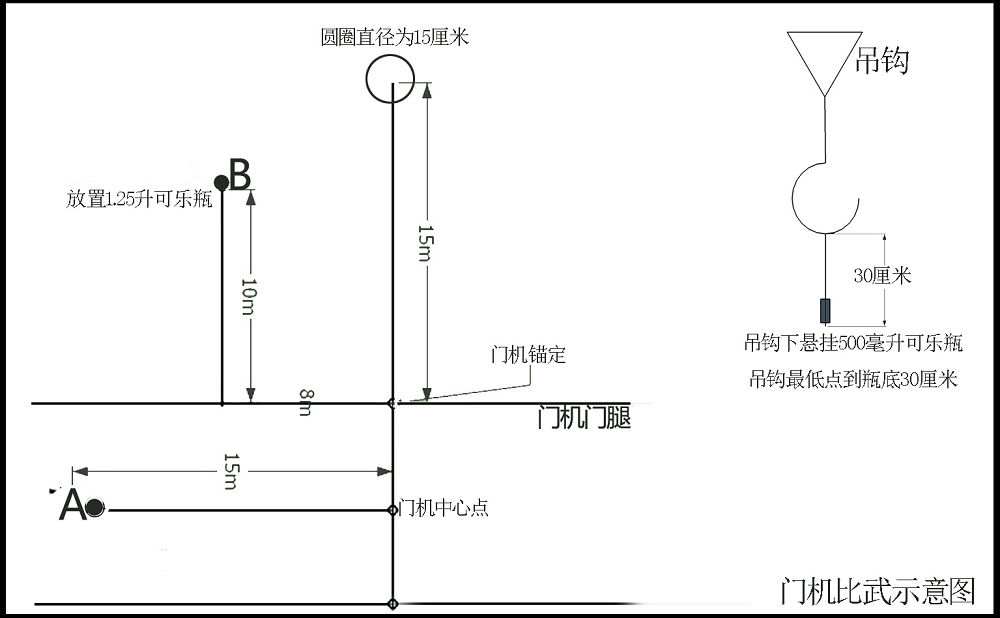 圆圈直径为15厘米
吊钩
B
放置1.25升可乐瓶
15m
10m
30厘米
吊钩下悬挂500毫升可乐瓶
门机锚定
吊钩最低点到瓶底30厘米
8m
门机门腿
15m
A
门机中心点
门机比武示意图